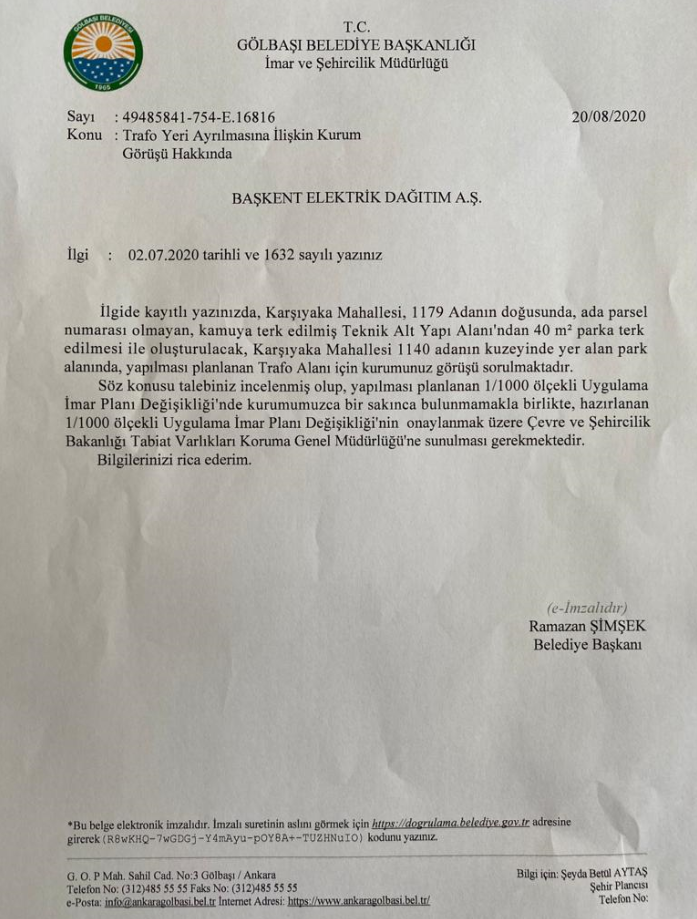 GÖLBAŞI BELEDİYESİ
1965
T.C.
GÖLBAŞI BELEDİYE BAŞKANLIĞI
İmar ve Şehircilik Müdürlüğü
Sayı : 49485841-754-E.16816 20/08/2020
Konu : Trafo Yeri Ayrılmasına İlişkin Kurum
Görüşü Hakkında
BAŞKENT ELEKTRİK DAĞITIM A.Ş.
İlgi : 02.07.2020 tarihli ve 1632 sayılı yazınız
İlgide kayıtlı yazınızda, Karşıyaka Mahallesi, 1179 Adanın doğusunda, ada parsel
numarası olmayan, kamuya terk edilmiş Teknik Alt Yapı Alanı'ndan 40 m² parka terk
edilmesi ile oluşturulacak, Karşıyaka Mahallesi 1140 adanın kuzeyinde yer alan park
alanında, yapılması planlanan Trafo Alanı için kurumunuz görüşü sorulmaktadır.
Söz konusu talebiniz incelenmiş olup, yapılması planlanan 1/1000 ölçekli Uygulama
İmar Planı Değişikliği'nde kurumumuzca bir sakınca bulunmamakla birlikte, hazırlanan
1/1000 ölçekli Uygulama İmar Planı Değişikliği'nin onaylanmak üzere Çevre ve Şehircilik
Bakanlığı Tabiat Varlıkları Koruma Genel Müdürlüğü'ne sunulması gerekmektedir.
Bilgilerinizi rica ederim.
(e-İmzalıdır)
Ramazan ŞİMŞEK
Belediye Başkanı
*Bu belge elektronik imzalıdır. İmzalı suretinin aslını görmek için https://dogrulama.belediye.gov.tr adresine
girerek (R8wKHQ-7wGDGj-Y4mAyu-pOY8A+-TUZHNuIO) kodunu yazınız.
G. O. P Mah. Sahil Cad. No:3 Gölbaşı / Ankara
Telefon No: (312)485 55 55 Faks No: (312)485 55 55
e-Posta: info@ankaragolbasi.bel.tr İnternet Adresi: https://www.ankaragolbasi.bel.tr/
Bilgi için: Şeyda Betül AYTAŞ
Şehir Plancısı
Telefon No: